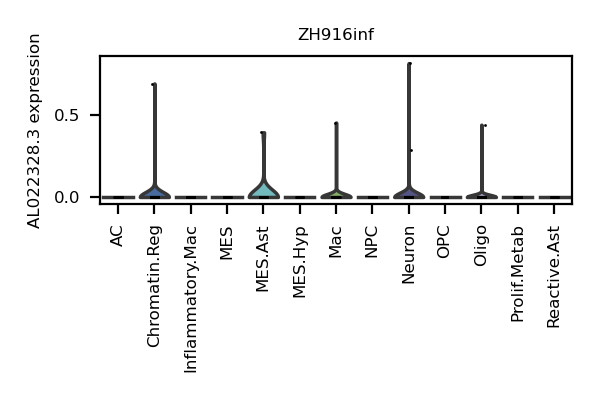 ZH916inf
AL022328.3 expression
0.5
0.0
AC
Chromatin.Reg
Inflammatory.Mac
MES
MES.Ast
MES.Hyp
Mac
NPC
Neuron
OPC
Oligo
Prolif.Metab
Reactive.Ast